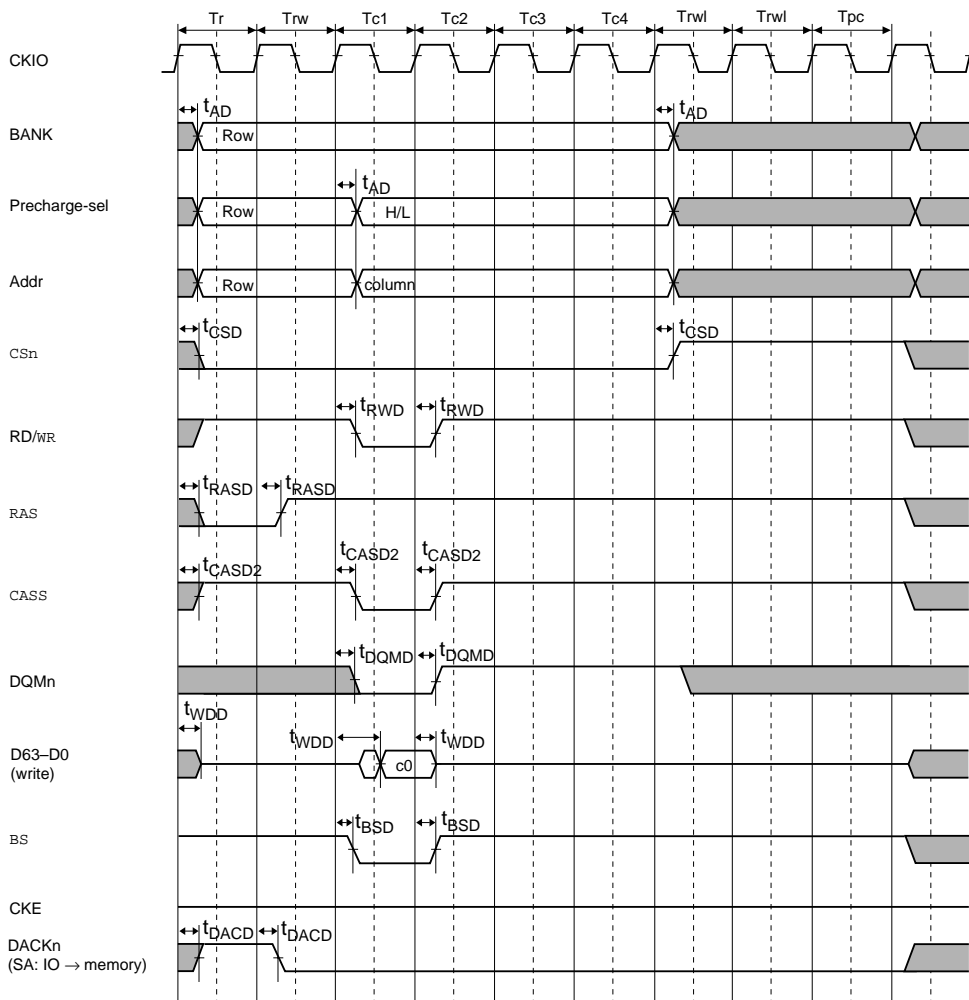 Tr Trw Tc1 Tc2 Tc3 Tc4 Trwl Trwl Tpc
CKIO
tAD tAD
BANK Row
tAD
Precharge-sel Row H/L
Addr Row column
tCSD tCSD
CSn
tRWD tRWD
RD/WR
tRASD tRASD
RAS
tCASD2 tCASD2 tCASD2
CASS
tDQMD tDQMD
DQMn
tWDD tWDD tWDD
D63–D0 c0
(write)
tBSD tBSD
BS
CKE
tDACD tDACD
DACKn
(SA: IO → memory)